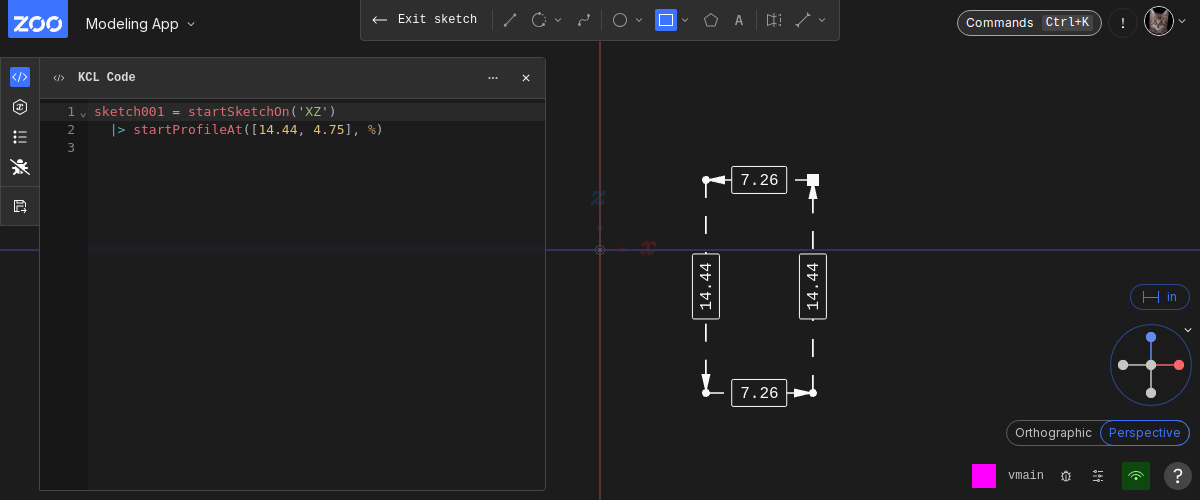 ZOO
Modeling App
Exit sketch
A
Commands Ctrl+K
!
KCL Code
1 sketch001 = startSketchOn('XZ')
2 |> startProfileAt([14.44, 4.75], %)
3
7.26
z
x
14.44
14.44
7.26
in
Orthographic Perspective
vmain
?